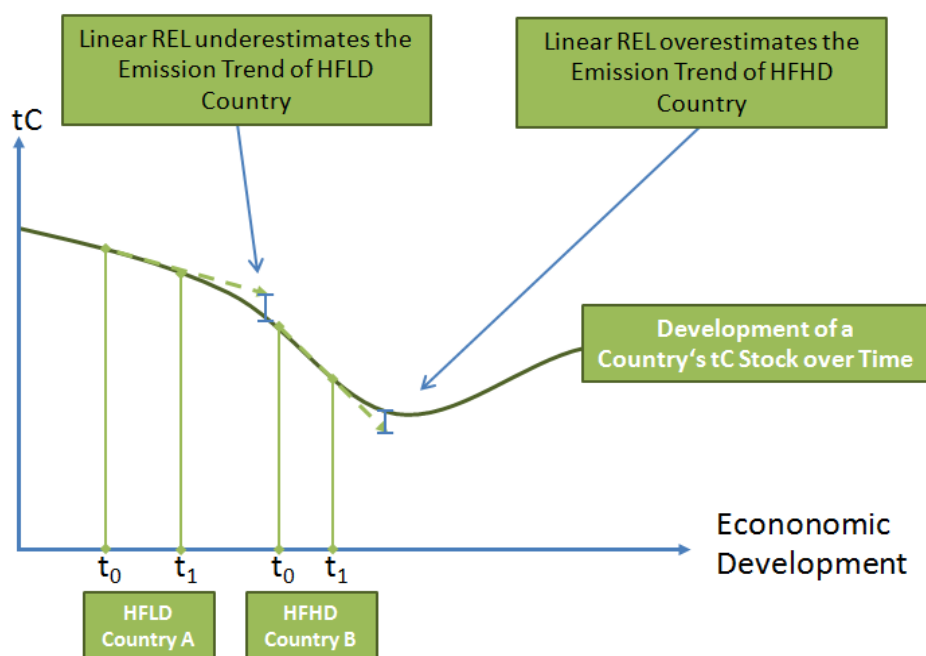 Linear REL underestimates the
Emission Trend of HFLD
Country
Linear REL overestimates the
Emission Trend of HFHD
Country
tC
Development of a
Country‘s tC Stock over Time
Econonomic
Development
t₀
t₁
t₀
t₁
HFLD
Country A
HFHD
Country B